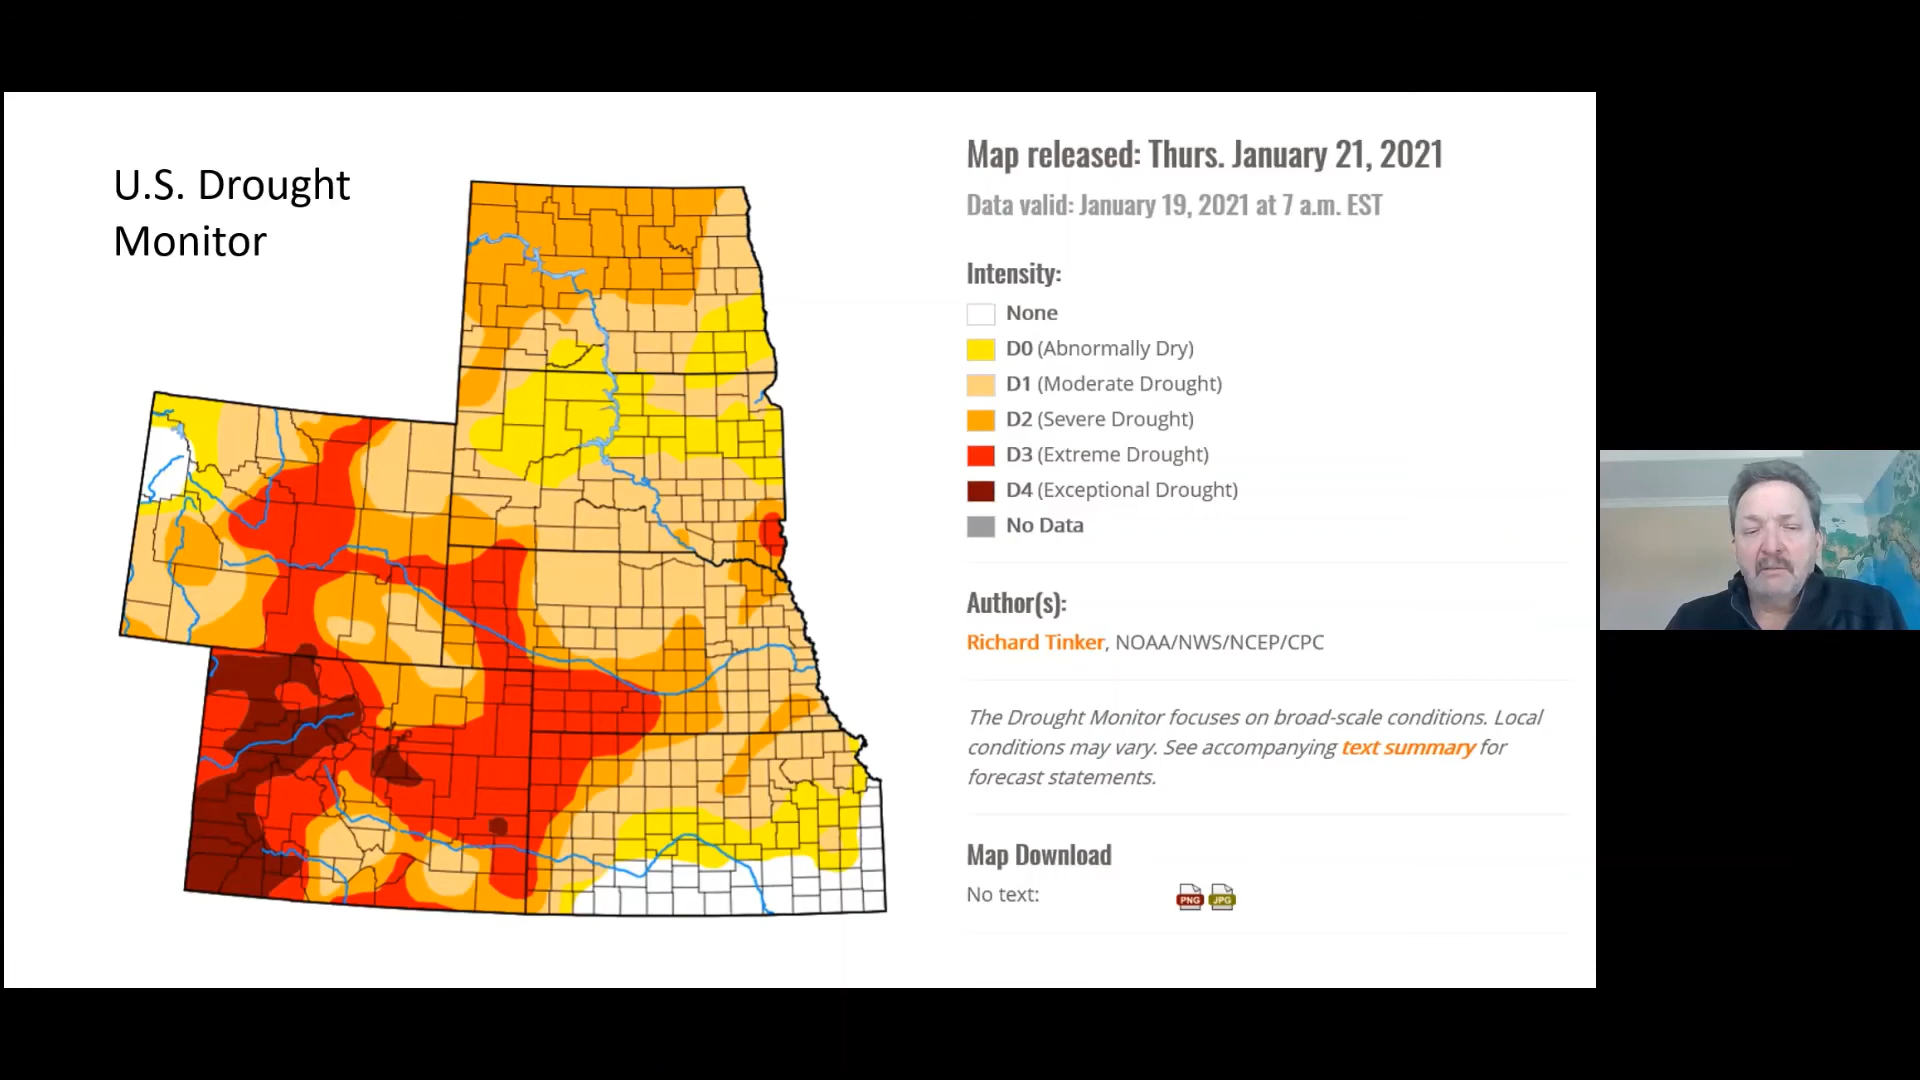 U.S. Drought
Monitor
Map released: Thurs. January 21, 2021
Data valid: January 19, 2021 at 7 a.m. EST
Intensity:
None
D0 (Abnormally Dry)
D1 (Moderate Drought)
D2 (Severe Drought)
D3 (Extreme Drought)
D4 (Exceptional Drought)
No Data
Author(s):
Richard Tinker, NOAA/NWS/NCEP/CPC
The Drought Monitor focuses on broad-scale conditions. Local
conditions may vary. See accompanying text summary for
forecast statements.
Map Download
No text:
PNG JPG